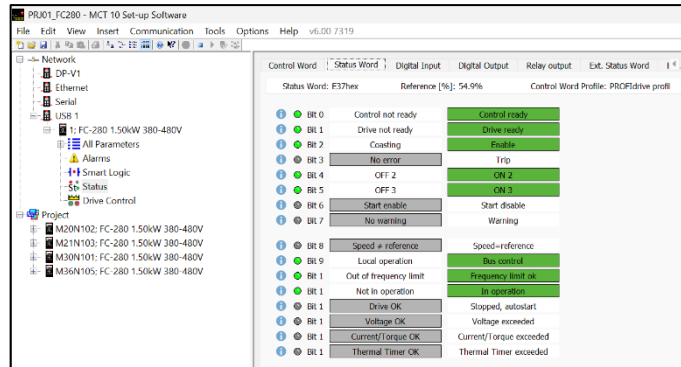 PRJ01_FC280 - MCT 10 Set-up Software
File Edit View Insert Communication Tools Options Help v6.00 7319
Network
DP-V1
Ethernet
Serial
USB 1
1; FC-280 1.50kW 380-480V
All Parameters
Alarms
Smart Logic
Status
Drive Control
Project
M20N102; FC-280 1.50kW 380-480V
M21N103; FC-280 1.50kW 380-480V
M30N104; FC-280 1.50kW 380-480V
M36N105; FC-280 1.50kW 380-480V
Control Word Status Word Digital Input Digital Output Relay output Ext. Status Word
Status Word: E37hex Reference [%]: 54.9% Control Word Profile: PROFIdrive profil
Bit 0 Control not ready Control ready
Bit 1 Drive not ready Drive ready
Bit 2 Coasting Enable
Bit 3 No error Trip
Bit 4 OFF 2 ON 2
Bit 5 OFF 3 ON 3
Bit 6 Start enable Start disable
Bit 7 No warning Warning
Bit 8 Speed ≠ reference Speed=reference
Bit 9 Local operation Bus control
Bit 1 Out of frequency limit Frequency limit ok
Bit 1 Not in operation In operation
Bit 1 Drive OK Stopped, autostart
Bit 1 Voltage OK Voltage exceeded
Bit 1 Current/Torque OK Current/Torque exceeded
Bit 1 Thermal Timer OK Thermal Timer exceeded